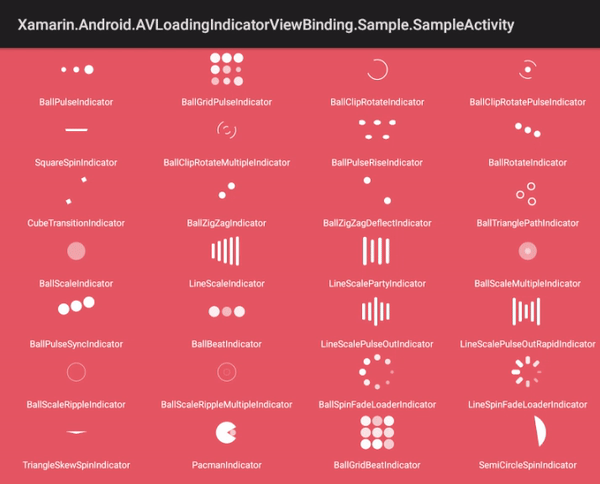 Xamarin.Android.AVLoadingIndicatorViewBinding.Sample.SampleActivity
BallPulseIndicator BallGridPulseIndicator BallClipRotateIndicator BallClipRotatePulseIndicator
SquareSpinIndicator BallClipRotateMultipleIndicator BallPulseRiseIndicator BallRotateIndicator
CubeTransitionIndicator BallZigZagIndicator BallZigZagDeflectIndicator BallTrianglePathIndicator
BallScaleIndicator LineScaleIndicator LineScalePartyIndicator BallScaleMultipleIndicator
BallPulseSyncIndicator BallBeatIndicator LineScalePulseOutIndicator LineScalePulseOutRapidIndicator
BallScaleRippleIndicator BallScaleRippleMultipleIndicator BallSpinFadeLoaderIndicator LineSpinFadeLoaderIndicator
TriangleSkewSpinIndicator PacmanIndicator BallGridBeatIndicator SemiCircleSpinIndicator